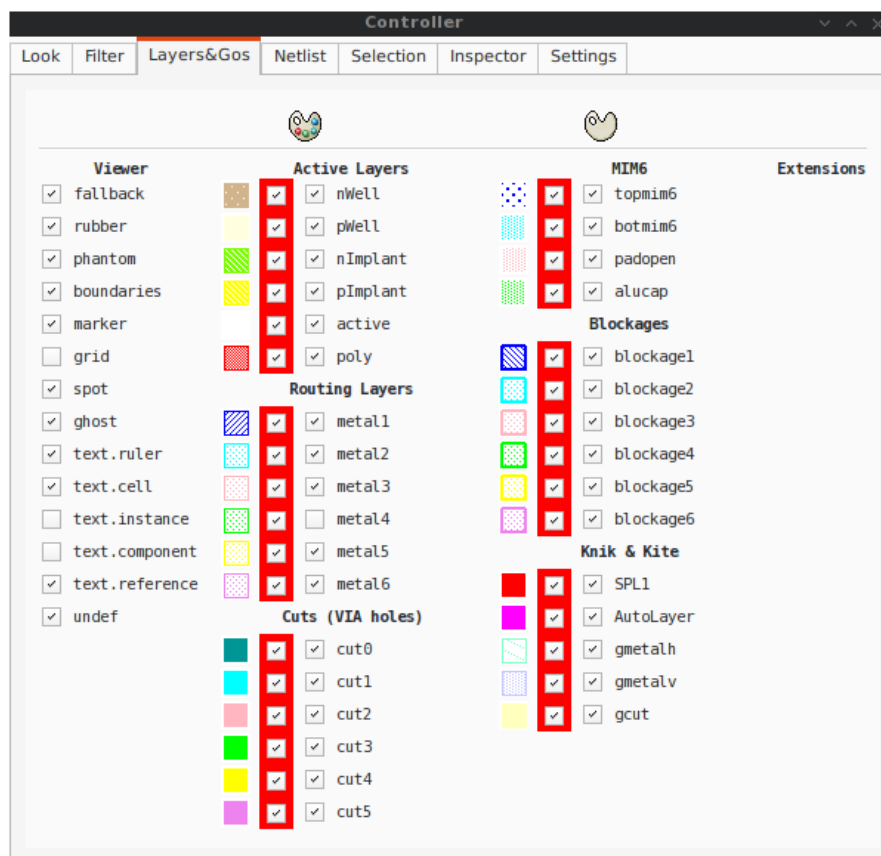 Controller
Look Filter Layers&Gos Netlist Selection Inspector Settings
Viewer Active Layers MIM6 Extensions
fallback nWell topmim6
rubber pWell botmim6
phantom nImplant padopen
boundaries pImplant alucap
marker active Blockages
grid poly blockage1
spot Routing Layers blockage2
ghost metal1 blockage3
text.ruler metal2 blockage4
text.cell metal3 blockage5
text.instance metal4 blockage6
text.component metal5 Knik & Kite
text.reference metal6 SPL1
undef Cuts (VIA holes) AutoLayer
cut0 gmetalh
cut1 gmetalv
cut2 gcut
cut3
cut4
cut5